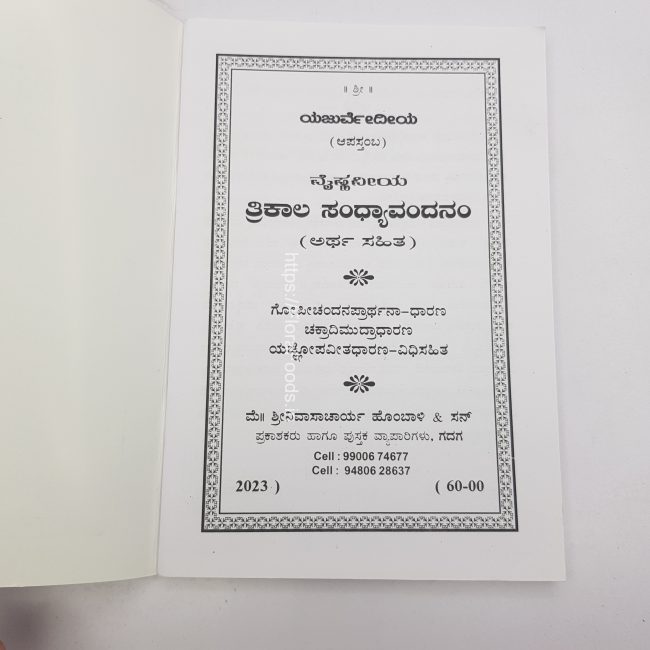 ॥ ಶ್ರೀ ॥
ಯಜುರ್ವೇದೀಯ
(ಆಪಸ್ತಂಬ)
ವೈಷ್ಣವೀಯ
ತ್ರಿಕಾಲ ಸಂಧ್ಯಾವಂದನಂ
(ಅರ್ಥ ಸಹಿತ)
ಗೋಪೀಚಂದನಪ್ರಾರ್ಥನಾ-ಧಾರಣ
ಚಕ್ರಾದಿಮುದ್ರಾಧಾರಣ
ಯಜ್ಞೋಪವೀತಧಾರಣ-ವಿಧಿಸಹಿತ
ಮೆ॥ ಶ್ರೀನಿವಾಸಾಚಾರ್ಯ ಹೊಂಬಾಳಿ & ಸನ್
ಪ್ರಕಾಶಕರು ಹಾಗೂ ಪುಸ್ತಕ ವ್ಯಾಪಾರಿಗಳು, ಗದಗ
Cell : 99006 74677
Cell : 94806 28637
2023 ) ( 60-00